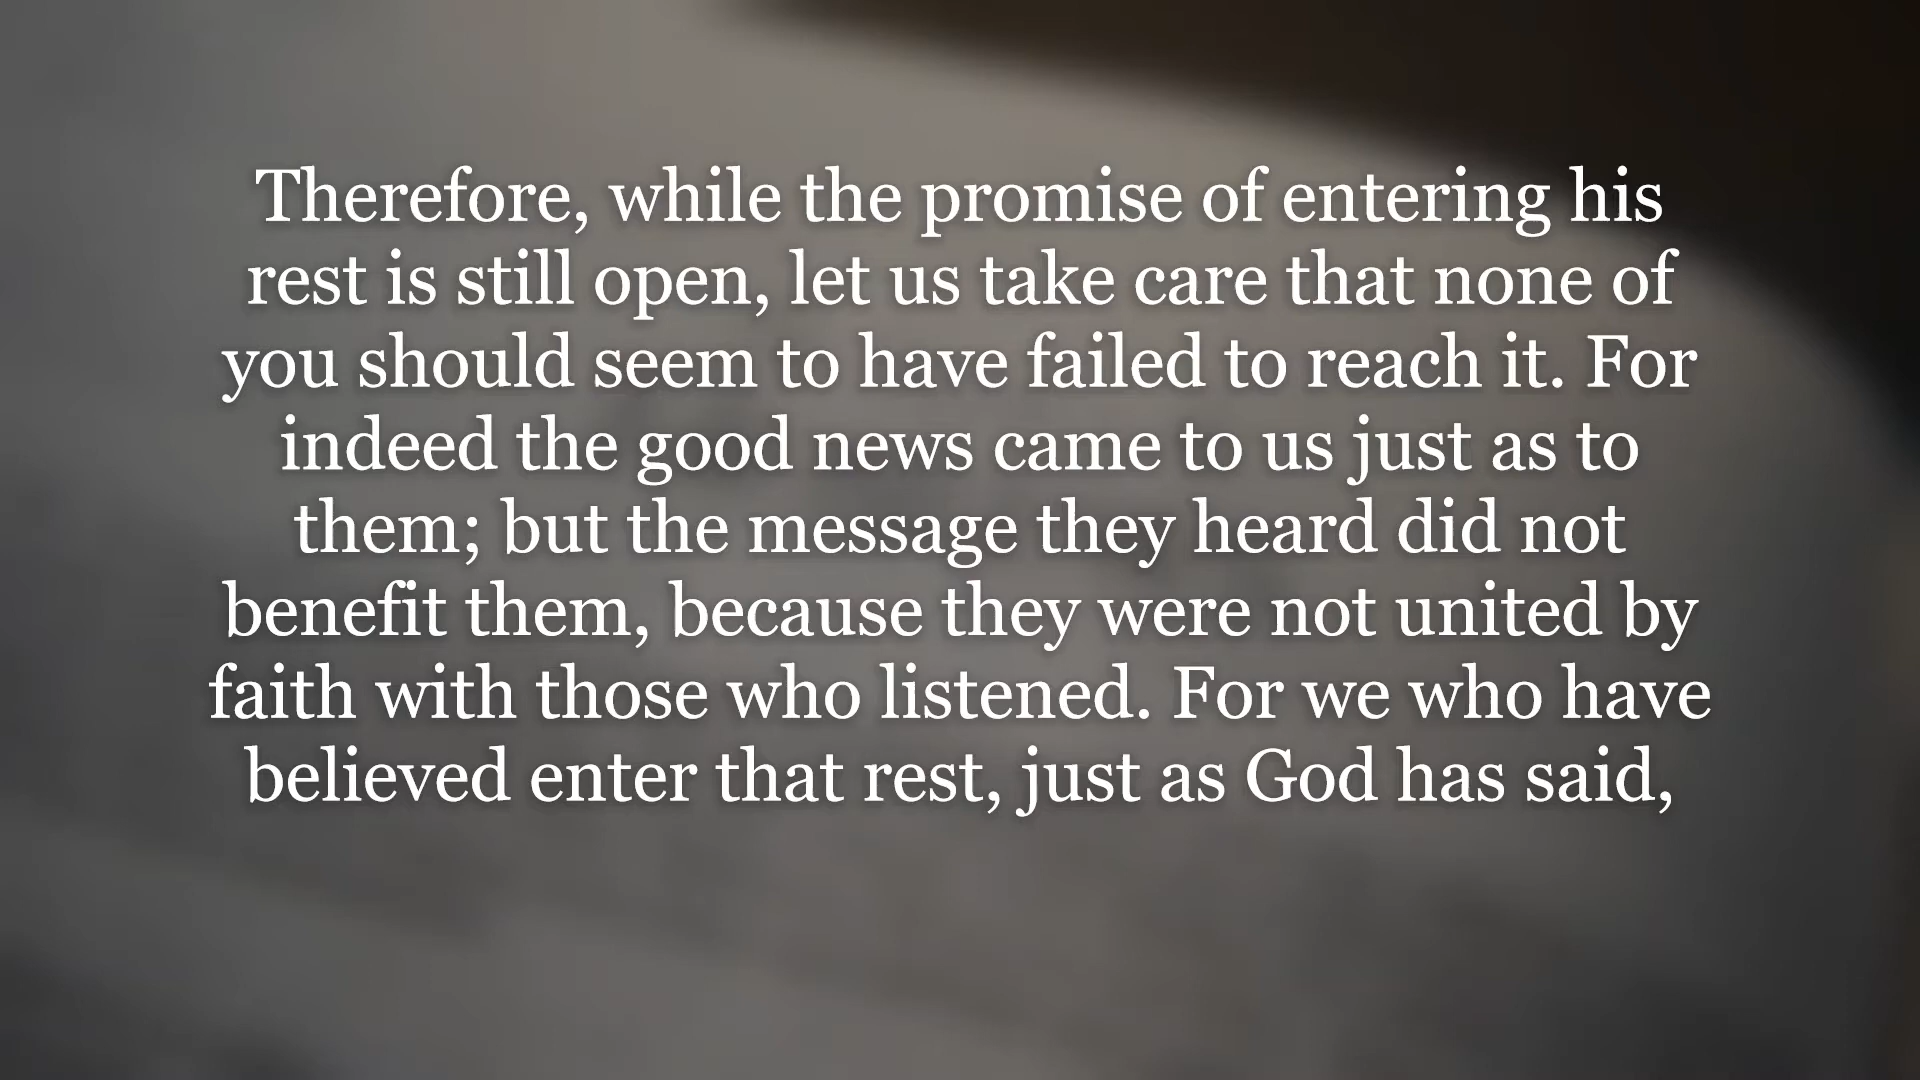 Therefore, while the promise of entering his
rest is still open, let us take care that none of
you should seem to have failed to reach it. For
indeed the good news came to us just as to
them; but the message they heard did not
benefit them, because they were not united by
faith with those who listened. For we who have
believed enter that rest, just as God has said,